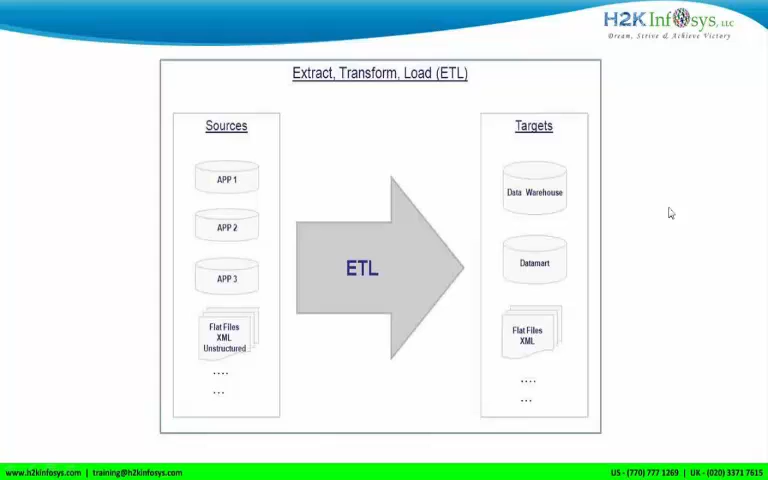 H2K Infosys, LLC
Dream, Strive & Achieve Victory
Extract, Transform, Load (ETL)
Sources
APP 1
APP 2
APP 3
Flat Files
XML
Unstructured
....
...
ETL
Targets
Data Warehouse
Datamart
Flat Files
XML
....
...
www.h2kinfosys.com | training@h2kinfosys.com
US - (770) 777 1269 | UK - (020) 3371 7615